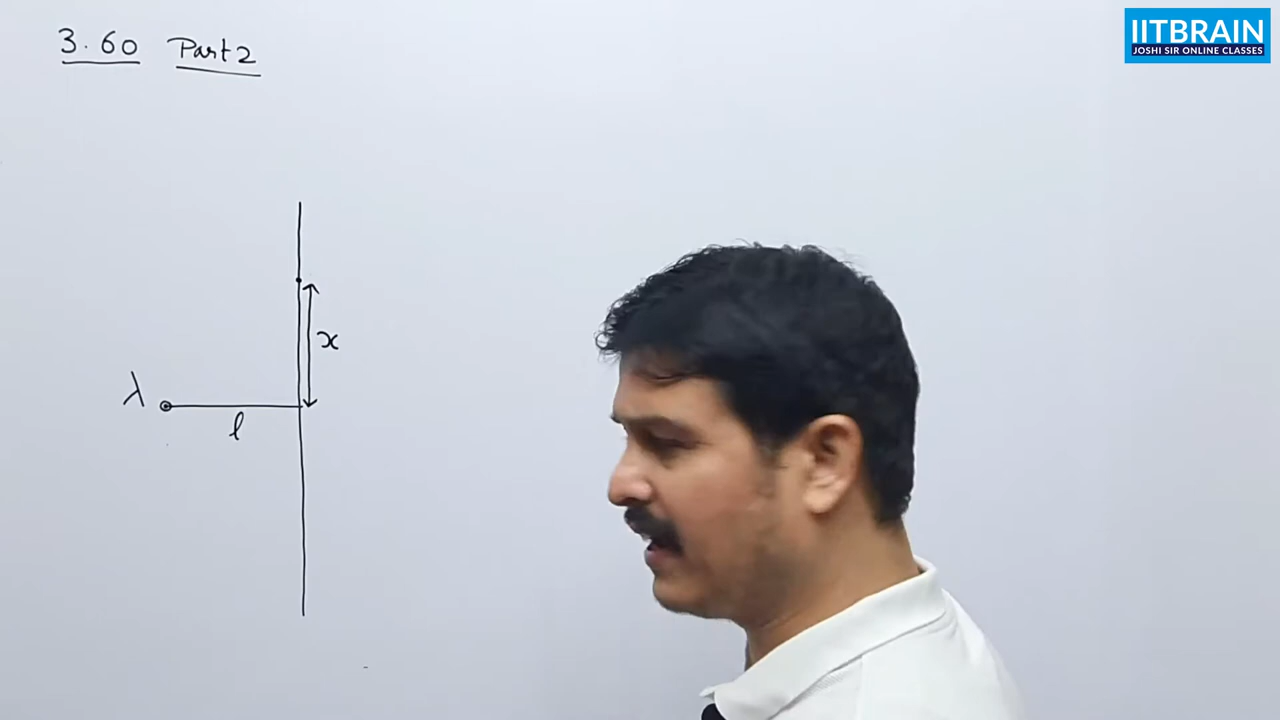 3.60 Part 2
IITBRAIN
JOSHI SIR ONLINE CLASSES
x
λ
l